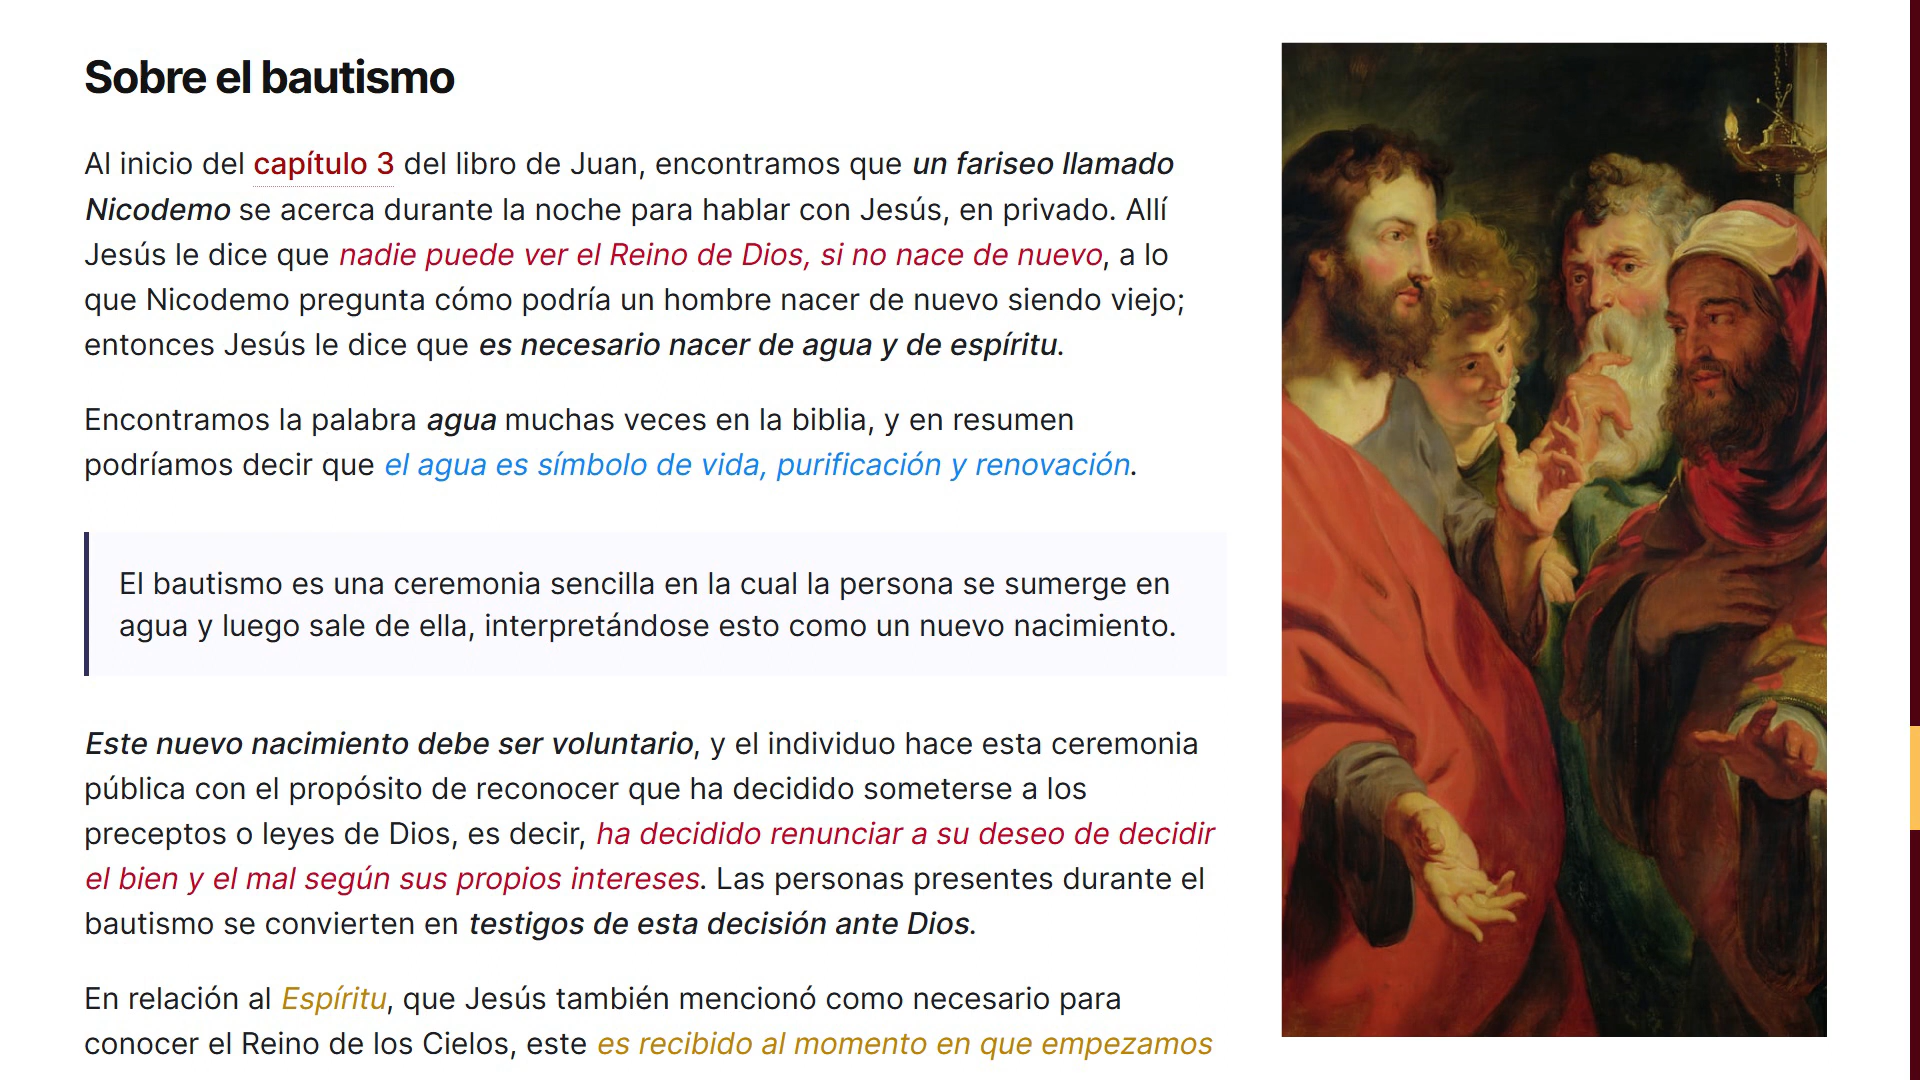 Sobre el bautismo
Al inicio del capítulo 3 del libro de Juan, encontramos que un fariseo llamado
Nicodemo se acerca durante la noche para hablar con Jesús, en privado. Allí
Jesús le dice que nadie puede ver el Reino de Dios, si no nace de nuevo, a lo
que Nicodemo pregunta cómo podría un hombre nacer de nuevo siendo viejo;
entonces Jesús le dice que es necesario nacer de agua y de espíritu.
Encontramos la palabra agua muchas veces en la biblia, y en resumen
podríamos decir que el agua es símbolo de vida, purificación y renovación.
El bautismo es una ceremonia sencilla en la cual la persona se sumerge en
agua y luego sale de ella, interpretándose esto como un nuevo nacimiento.
Este nuevo nacimiento debe ser voluntario, y el individuo hace esta ceremonia
pública con el propósito de reconocer que ha decidido someterse a los
preceptos o leyes de Dios, es decir, ha decidido renunciar a su deseo de decidir
el bien y el mal según sus propios intereses. Las personas presentes durante el
bautismo se convierten en testigos de esta decisión ante Dios.
En relación al Espíritu, que Jesús también mencionó como necesario para
conocer el Reino de los Cielos, este es recibido al momento en que empezamos